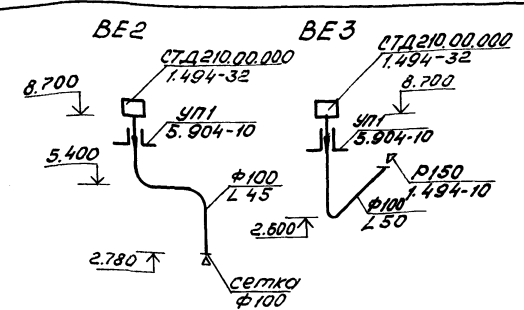 ВЕ2
СТД210.00.000
1.494-32
8.700
УП1
5.904-10
5.400
Ф100
L 45
2.780
сетка
Ф100
ВЕ3
СТД210.00.000
1.494-32
8.700
УП1
5.904-10
Р150
1.494-10
Ф100
L50
2.600